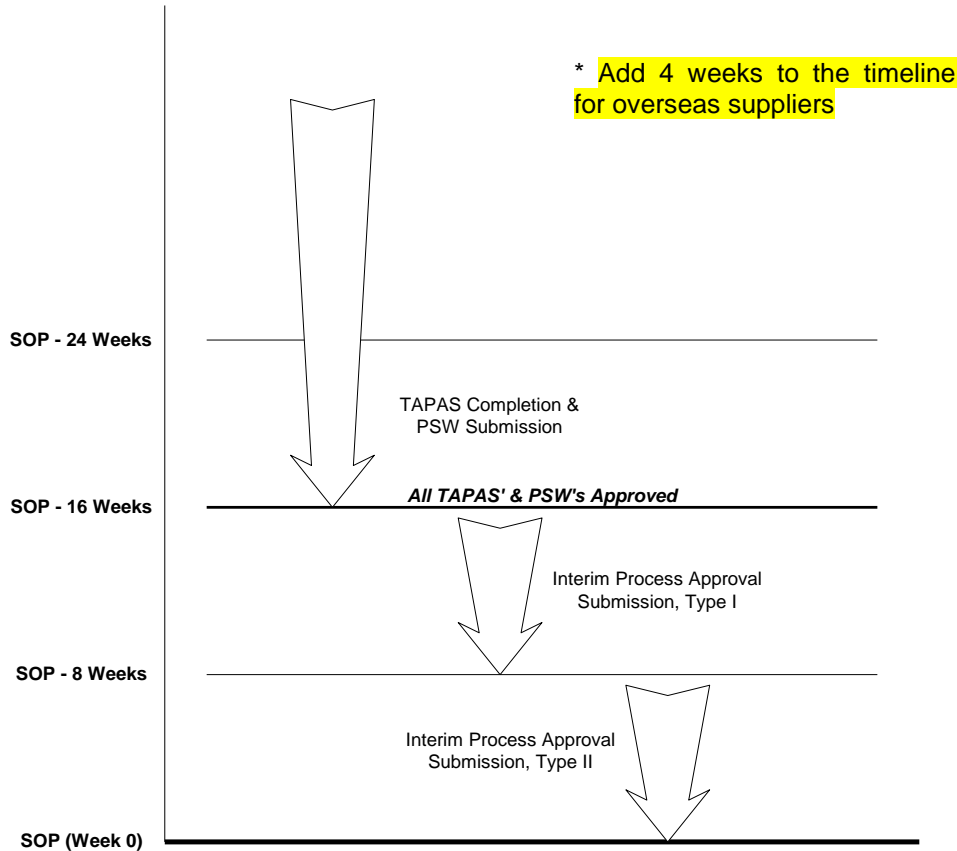 * Add 4 weeks to the timeline
for overseas suppliers
SOP - 24 Weeks
TAPAS Completion &
PSW Submission
All TAPAS' & PSW's Approved
SOP - 16 Weeks
Interim Process Approval
Submission, Type I
SOP - 8 Weeks
Interim Process Approval
Submission, Type II
SOP (Week 0)